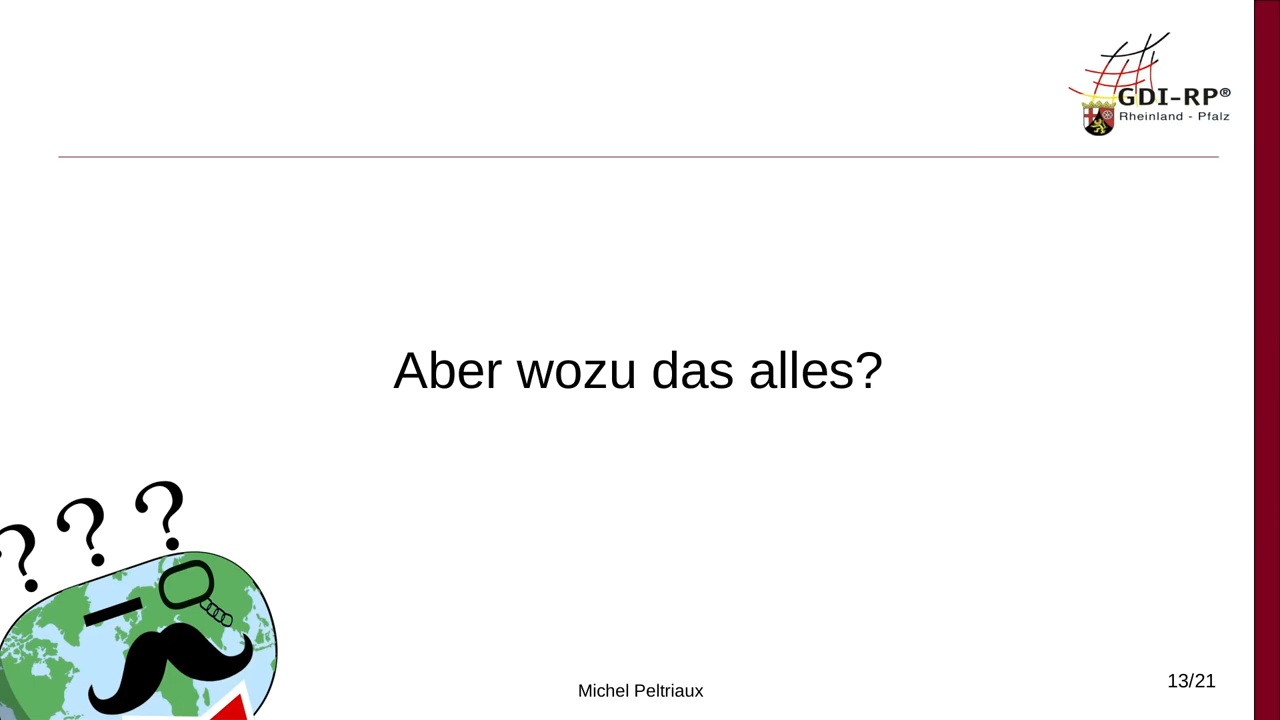 GDI-RP®
Rheinland - Pfalz
Aber wozu das alles?
? ? ?
Michel Peltriaux
13/21